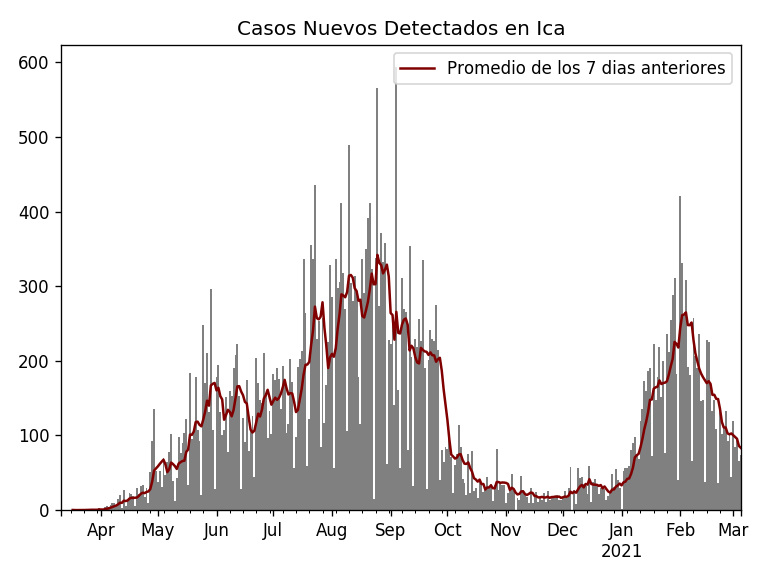 Casos Nuevos Detectados en Ica
Promedio de los 7 dias anteriores
600
500
400
300
200
100
0
Apr May Jun Jul Aug Sep Oct Nov Dec Jan Feb Mar
2021